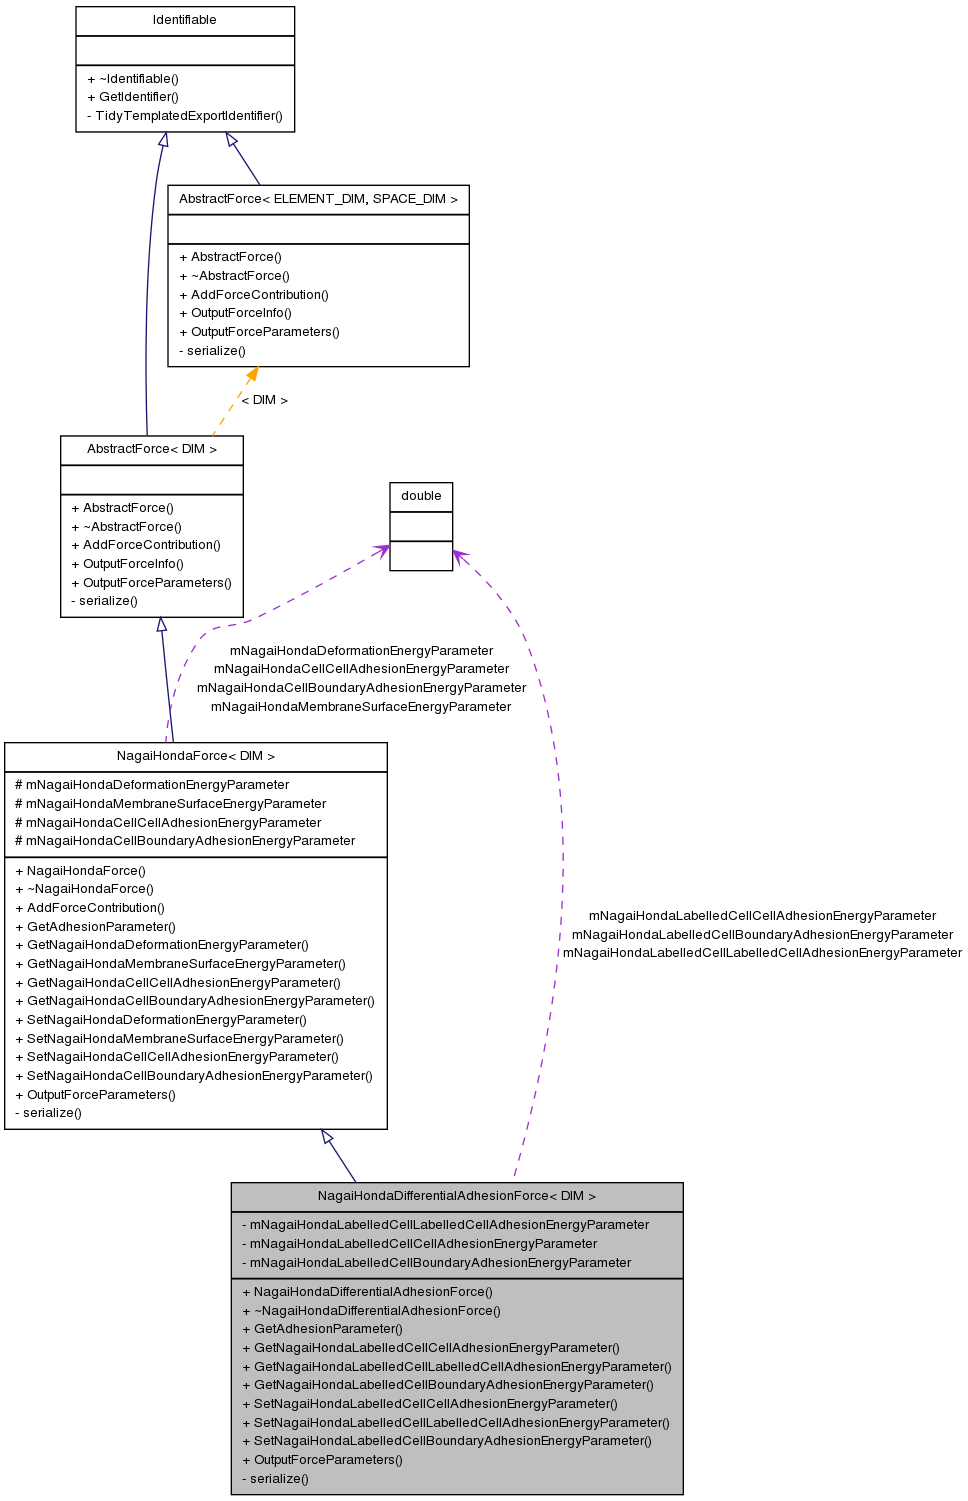 Identifiable
+ ~Identifiable()
+ GetIdentifier()
- TidyTemplatedExportIdentifier()
AbstractForce< ELEMENT_DIM, SPACE_DIM >
+ AbstractForce()
+ ~AbstractForce()
+ AddForceContribution()
+ OutputForceInfo()
+ OutputForceParameters()
- serialize()
< DIM >
AbstractForce< DIM >
+ AbstractForce()
+ ~AbstractForce()
+ AddForceContribution()
+ OutputForceInfo()
+ OutputForceParameters()
- serialize()
double
mNagaiHondaDeformationEnergyParameter
mNagaiHondaCellCellAdhesionEnergyParameter
mNagaiHondaCellBoundaryAdhesionEnergyParameter
mNagaiHondaMembraneSurfaceEnergyParameter
NagaiHondaForce< DIM >
# mNagaiHondaDeformationEnergyParameter
# mNagaiHondaMembraneSurfaceEnergyParameter
# mNagaiHondaCellCellAdhesionEnergyParameter
# mNagaiHondaCellBoundaryAdhesionEnergyParameter
+ NagaiHondaForce()
+ ~NagaiHondaForce()
+ AddForceContribution()
+ GetAdhesionParameter()
+ GetNagaiHondaDeformationEnergyParameter()
+ GetNagaiHondaMembraneSurfaceEnergyParameter()
+ GetNagaiHondaCellCellAdhesionEnergyParameter()
+ GetNagaiHondaCellBoundaryAdhesionEnergyParameter()
+ SetNagaiHondaDeformationEnergyParameter()
+ SetNagaiHondaMembraneSurfaceEnergyParameter()
+ SetNagaiHondaCellCellAdhesionEnergyParameter()
+ SetNagaiHondaCellBoundaryAdhesionEnergyParameter()
+ OutputForceParameters()
- serialize()
mNagaiHondaLabelledCellCellAdhesionEnergyParameter
mNagaiHondaLabelledCellBoundaryAdhesionEnergyParameter
mNagaiHondaLabelledCellLabelledCellAdhesionEnergyParameter
NagaiHondaDifferentialAdhesionForce< DIM >
- mNagaiHondaLabelledCellLabelledCellAdhesionEnergyParameter
- mNagaiHondaLabelledCellCellAdhesionEnergyParameter
- mNagaiHondaLabelledCellBoundaryAdhesionEnergyParameter
+ NagaiHondaDifferentialAdhesionForce()
+ ~NagaiHondaDifferentialAdhesionForce()
+ GetAdhesionParameter()
+ GetNagaiHondaLabelledCellCellAdhesionEnergyParameter()
+ GetNagaiHondaLabelledCellLabelledCellAdhesionEnergyParameter()
+ GetNagaiHondaLabelledCellBoundaryAdhesionEnergyParameter()
+ SetNagaiHondaLabelledCellCellAdhesionEnergyParameter()
+ SetNagaiHondaLabelledCellLabelledCellAdhesionEnergyParameter()
+ SetNagaiHondaLabelledCellBoundaryAdhesionEnergyParameter()
+ OutputForceParameters()
- serialize()